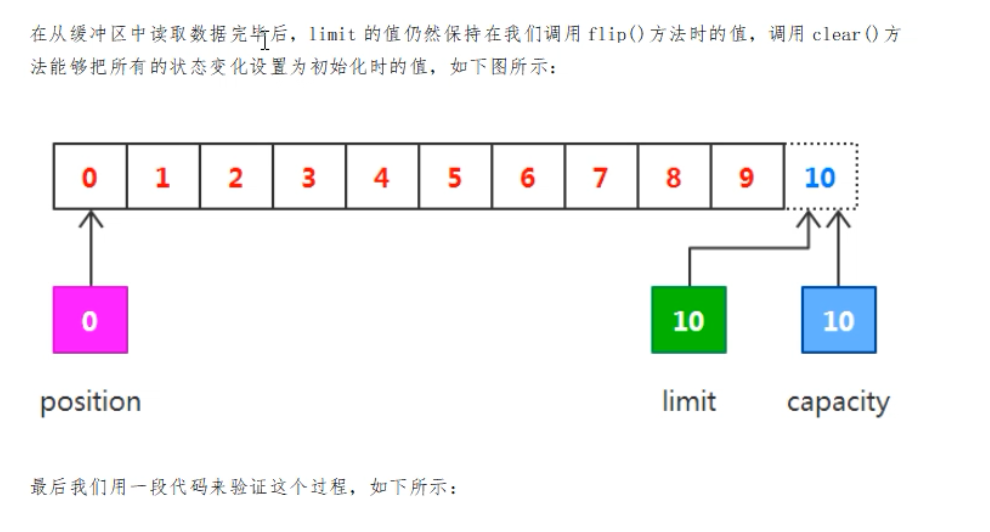 在从缓冲区中读取数据完毕后，limit 的值仍然保持在我们调用 flip()方法时的值，调用 clear()方
法能够把所有的状态变化设置为初始化时的值，如下图所示：
0 1 2 3 4 5 6 7 8 9 10
0 10 10
position limit capacity
最后我们用一段代码来验证这个过程，如下所示：